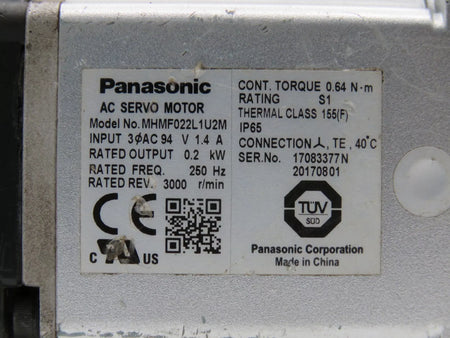 Panasonic
AC SERVO MOTOR
Model No. MHMF022L1U2M
INPUT 3ϕAC 94 V 1.4 A
RATED OUTPUT 0.2 kW
RATED FREQ. 250 Hz
RATED REV. 3000 r/min
CE
C UR US
CONT. TORQUE 0.64 N·m
RATING S1
THERMAL CLASS 155(F)
IP65
CONNECTION 人, TE, 40°C
SER.No. 17083377N
20170801
TÜV
SÜD
Panasonic Corporation
Made in China